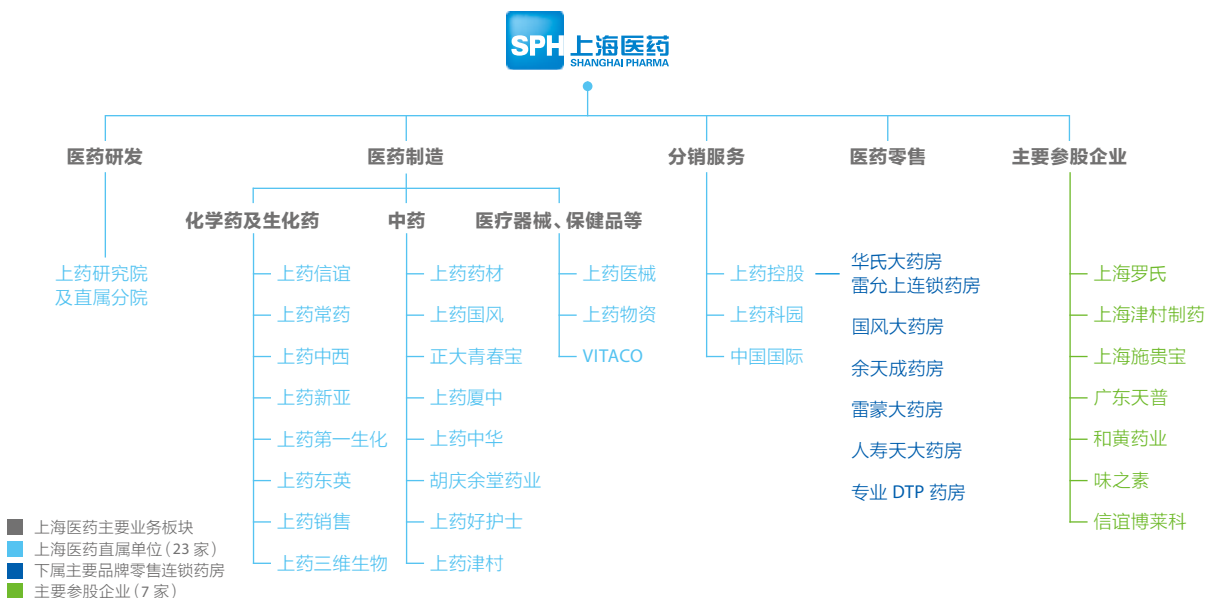 SPH 上海医药
SHANGHAI PHARMA
医药研发
医药制造
分销服务
医药零售
主要参股企业
化学药及生化药
中药
医疗器械、保健品等
上药研究院
及直属分院
上药信谊
上药常药
上药中西
上药新亚
上药第一生化
上药东英
上药销售
上药三维生物
上药药材
上药国风
正大青春宝
上药厦中
上药中华
胡庆余堂药业
上药好护士
上药津村
上药医械
上药物资
VITACO
上药控股
上药科园
中国国际
华氏大药房
雷允上连锁药房
国风大药房
余天成药房
雷蒙大药房
人寿天大药房
专业 DTP 药房
上海罗氏
上海津村制药
上海施贵宝
广东天普
和黄药业
味之素
信谊博莱科
上海医药主要业务板块
上海医药直属单位(23 家)
下属主要品牌零售连锁药房
主要参股企业(7 家)